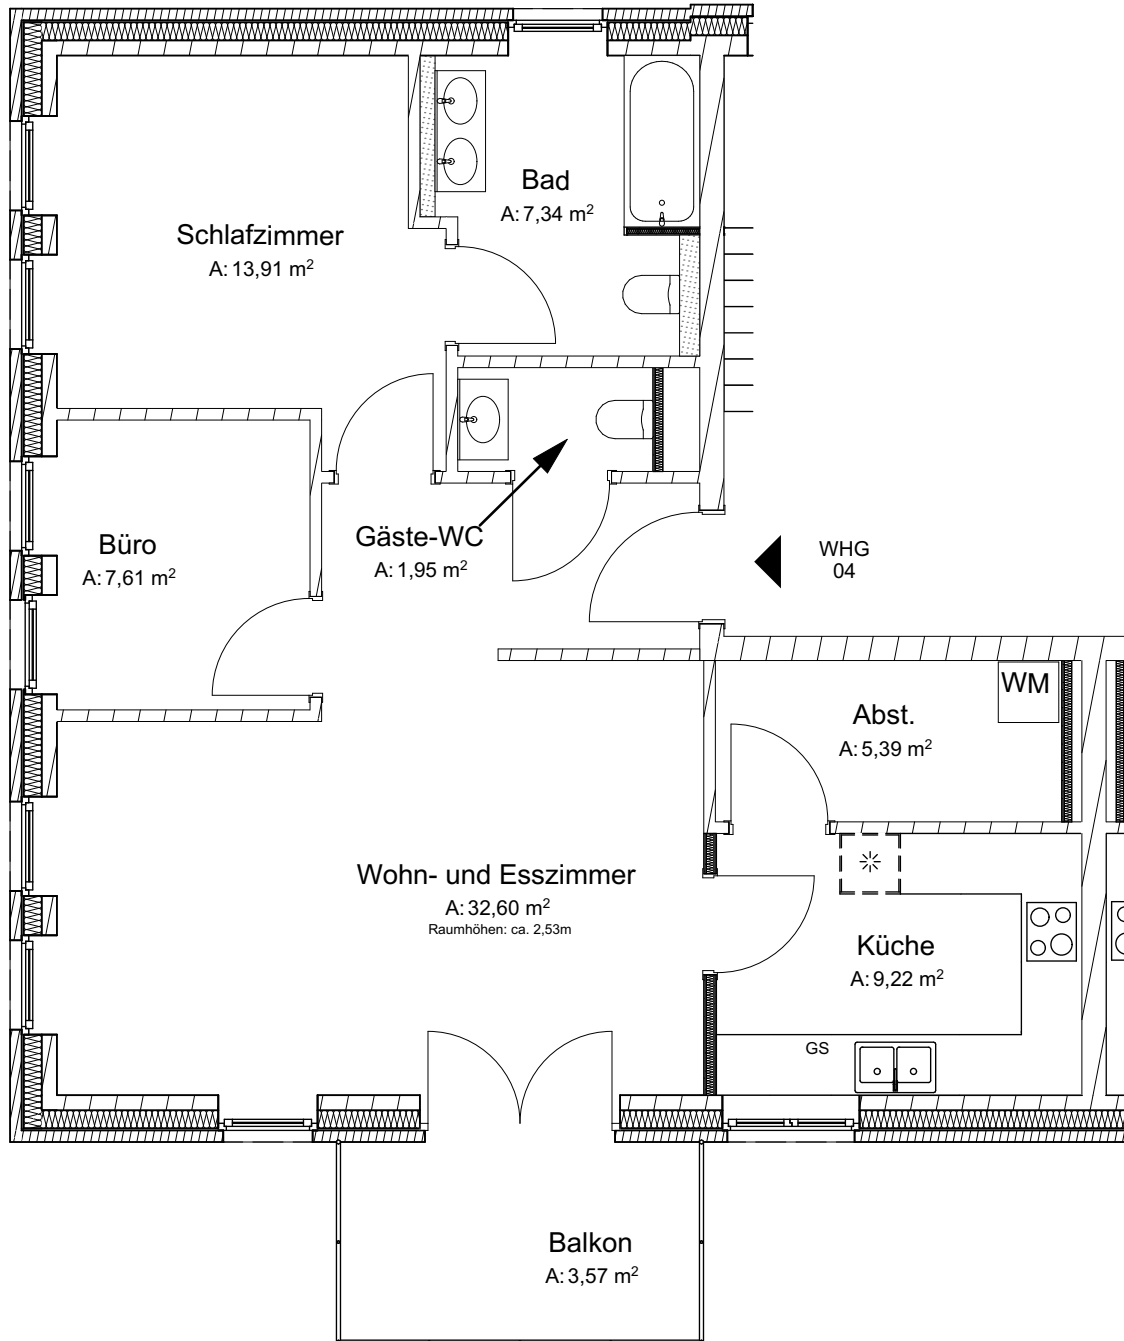 Bad
A: 7,34 m²
Schlafzimmer
A: 13,91 m²
Gäste-WC
A: 1,95 m²
Büro
A: 7,61 m²
WHG
04
WM
Abst.
A: 5,39 m²
Wohn- und Esszimmer
A: 32,60 m²
Raumhöhen: ca. 2,53m
Küche
A: 9,22 m²
GS
Balkon
A: 3,57 m²